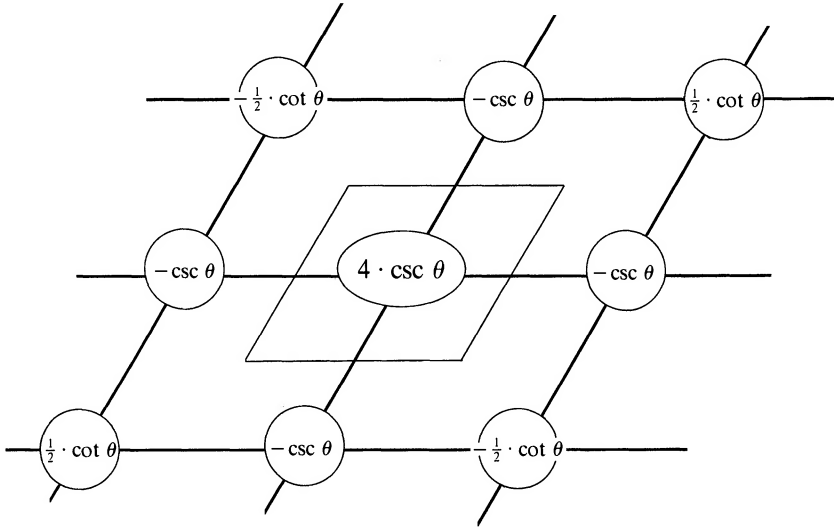 −½ · cot θ −csc θ ½ · cot θ
−csc θ 4 · csc θ −csc θ
½ · cot θ −csc θ −½ · cot θ